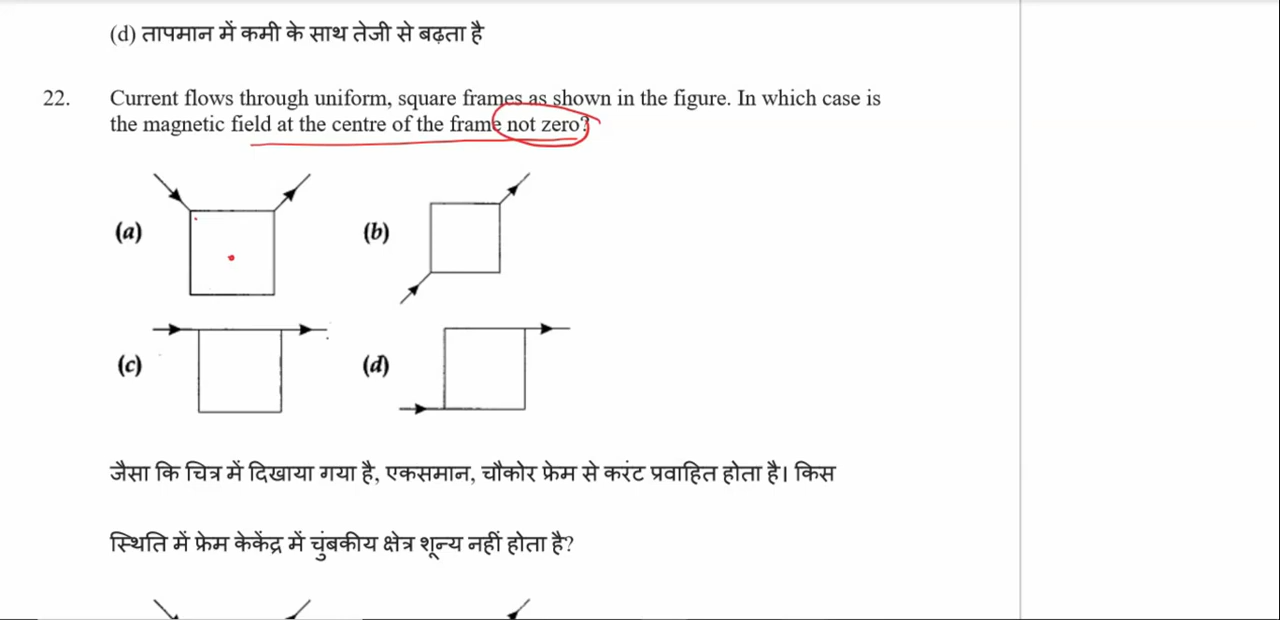 (d) तापमान में कमी के साथ तेजी से बढ़ता है
22. Current flows through uniform, square frames as shown in the figure. In which case is
the magnetic field at the centre of the frame not zero?
(a) (b)
(c) (d)
जैसा कि चित्र में दिखाया गया है, एकसमान, चौकोर फ्रेम से करंट प्रवाहित होता है। किस
स्थिति में फ्रेम केकेंद्र में चुंबकीय क्षेत्र शून्य नहीं होता है?